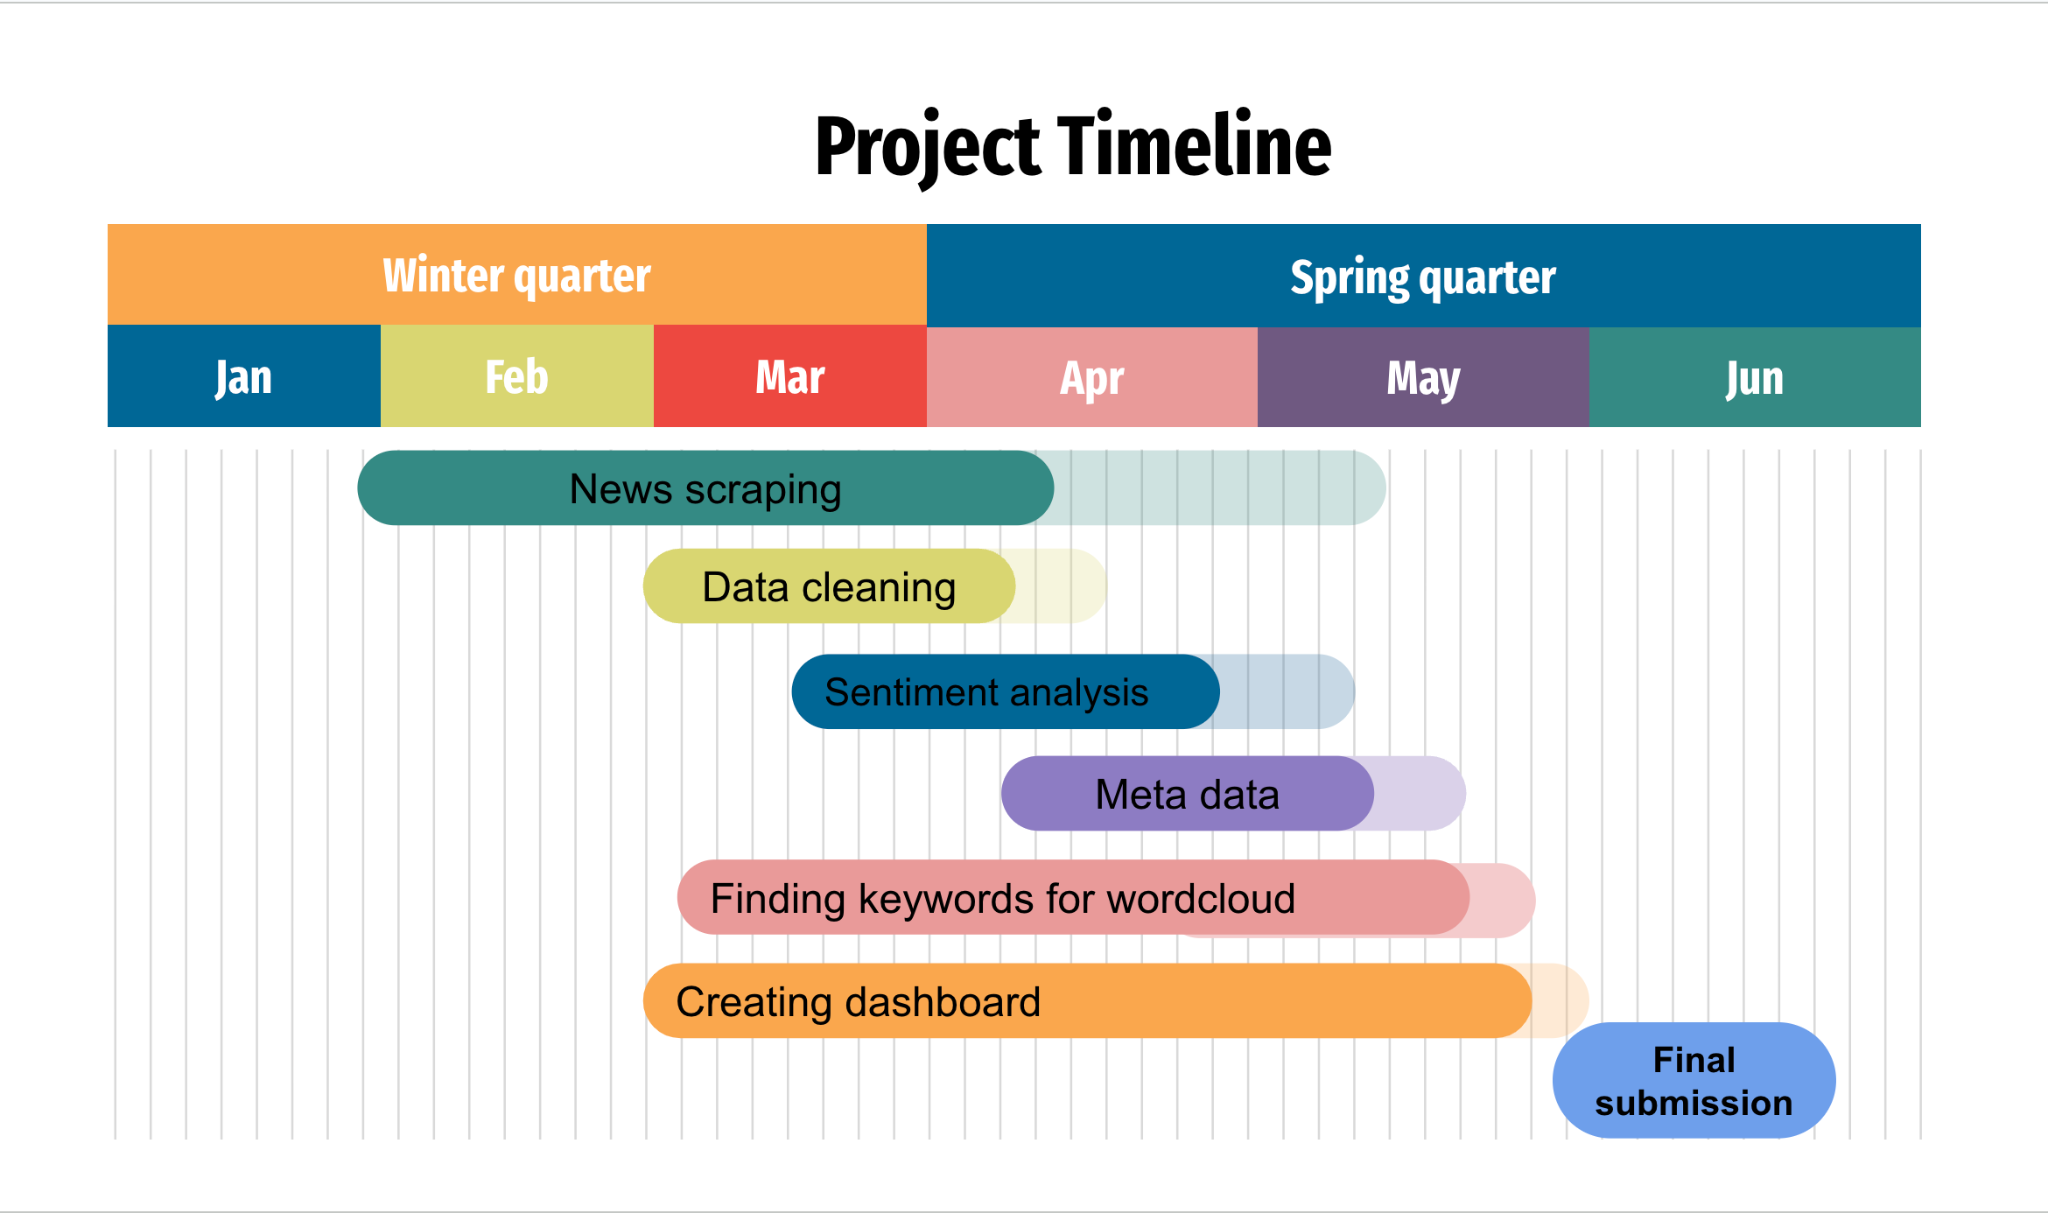 Project Timeline
Winter quarter
Spring quarter
Jan
Feb
Mar
Apr
May
Jun
News scraping
Data cleaning
Sentiment analysis
Meta data
Finding keywords for wordcloud
Creating dashboard
Final
submission